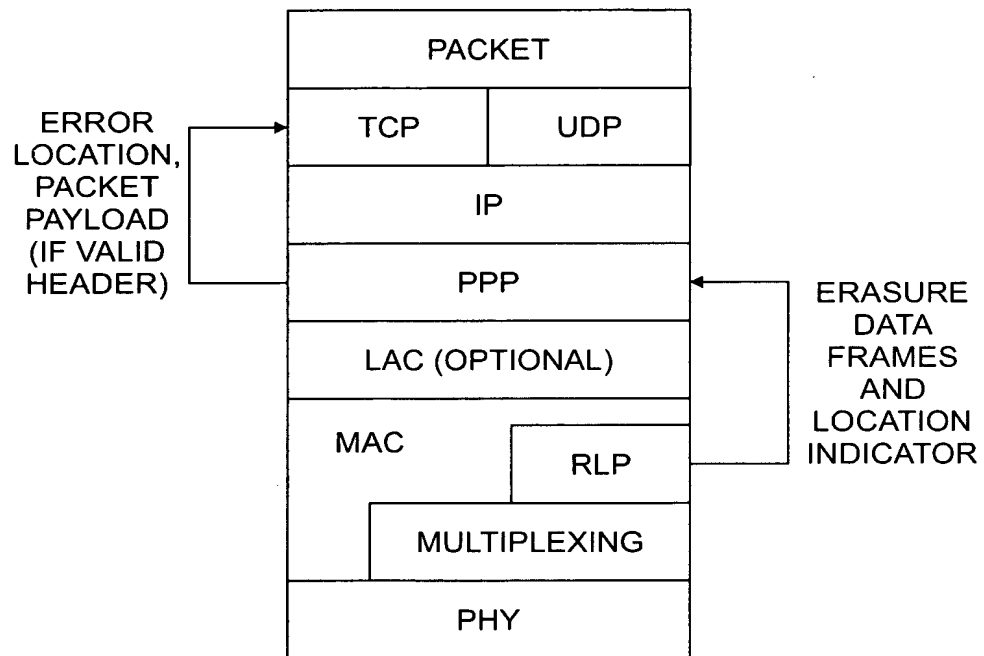 PACKET
TCP
UDP
IP
PPP
LAC (OPTIONAL)
MAC
RLP
MULTIPLEXING
PHY
ERROR
LOCATION,
PACKET
PAYLOAD
(IF VALID
HEADER)
ERASURE
DATA
FRAMES
AND
LOCATION
INDICATOR